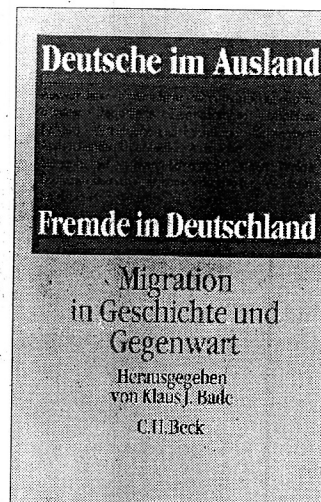 Deutsche im Ausland
Fremde in Deutschland
Migration
in Geschichte und
Gegenwart
Herausgegeben
von Klaus J. Bade
C.H.Beck